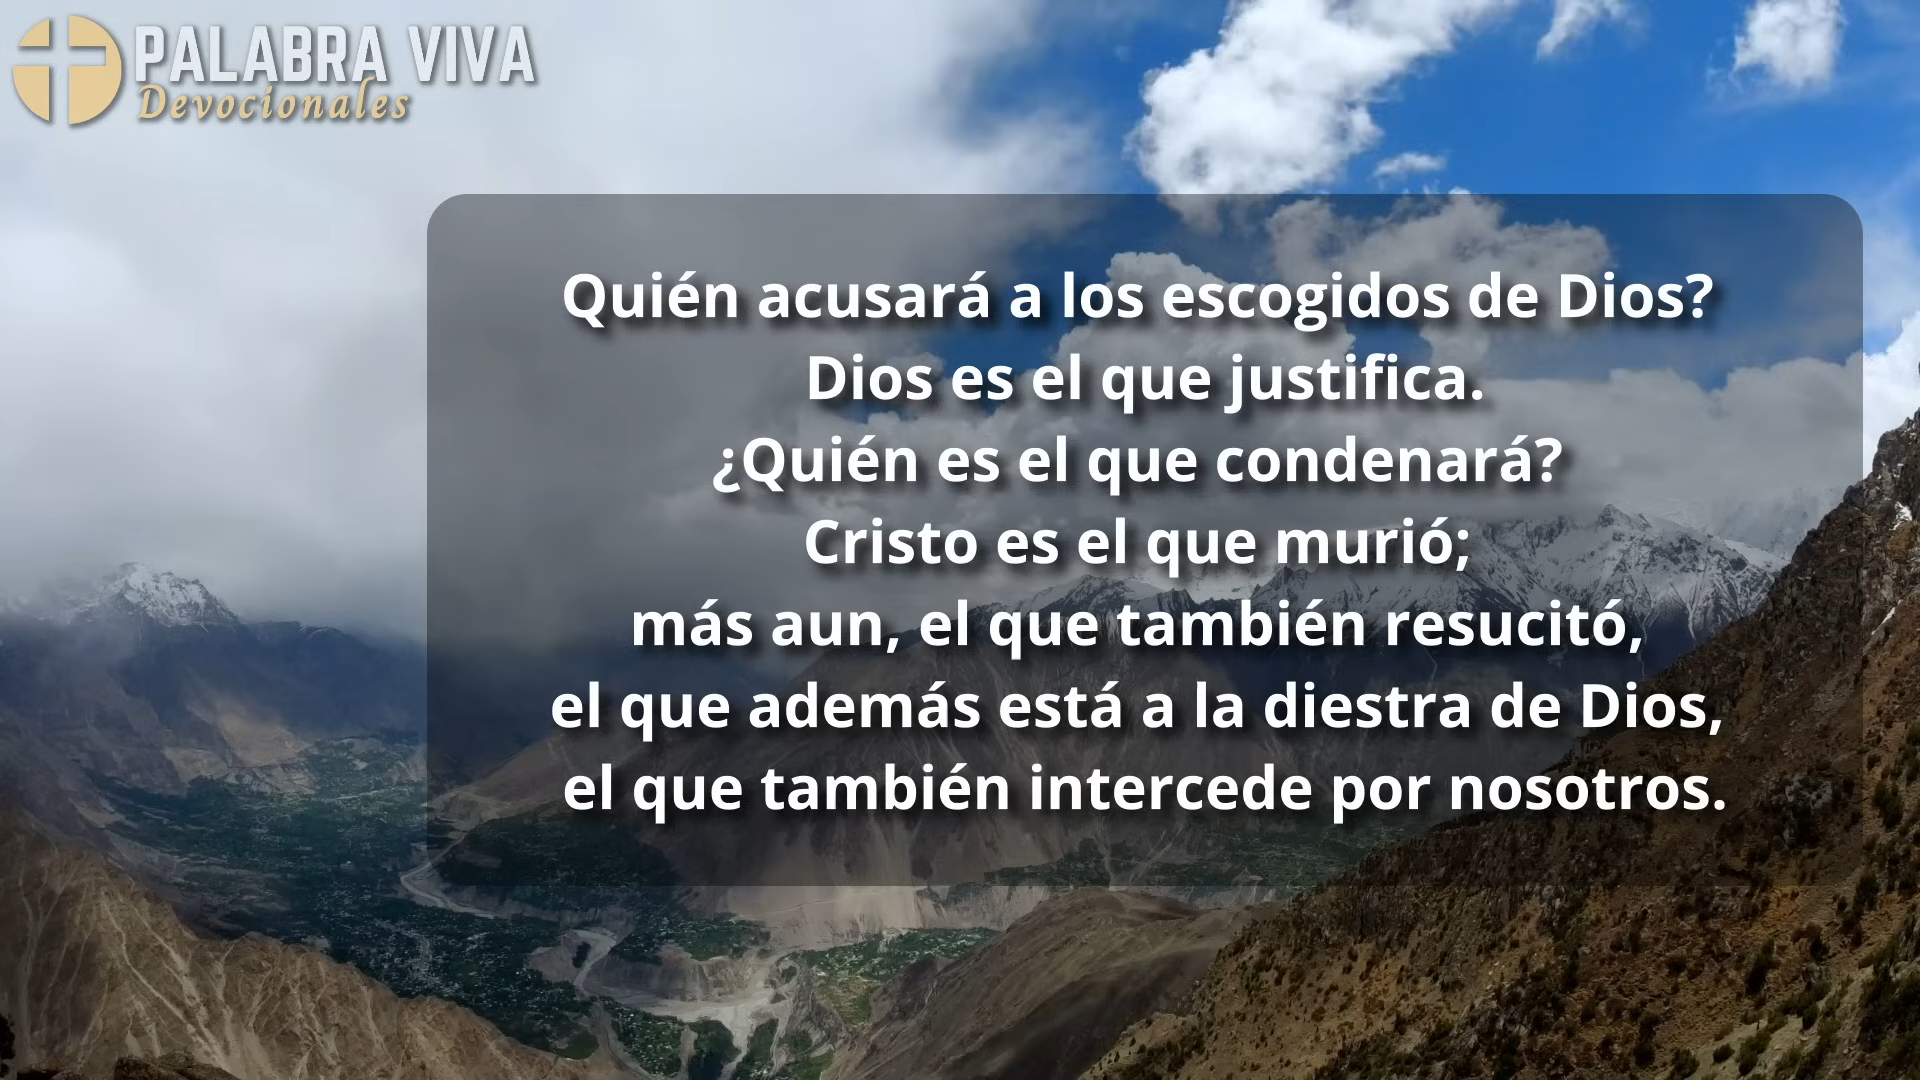 PALABRA VIVA
Devocionales
Quién acusará a los escogidos de Dios?
Dios es el que justifica.
¿Quién es el que condenará?
Cristo es el que murió;
más aun, el que también resucitó,
el que además está a la diestra de Dios,
el que también intercede por nosotros.